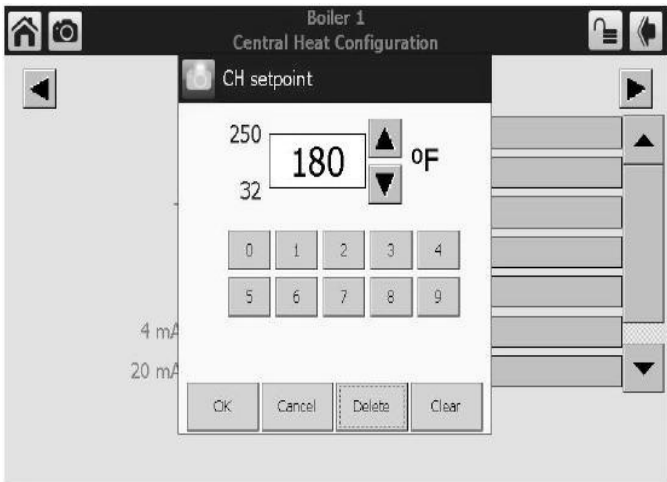 Boiler 1
Central Heat Configuration
CH setpoint
250
180
ºF
32
0 1 2 3 4
5 6 7 8 9
4 mA
20 mA
OK Cancel Delete Clear